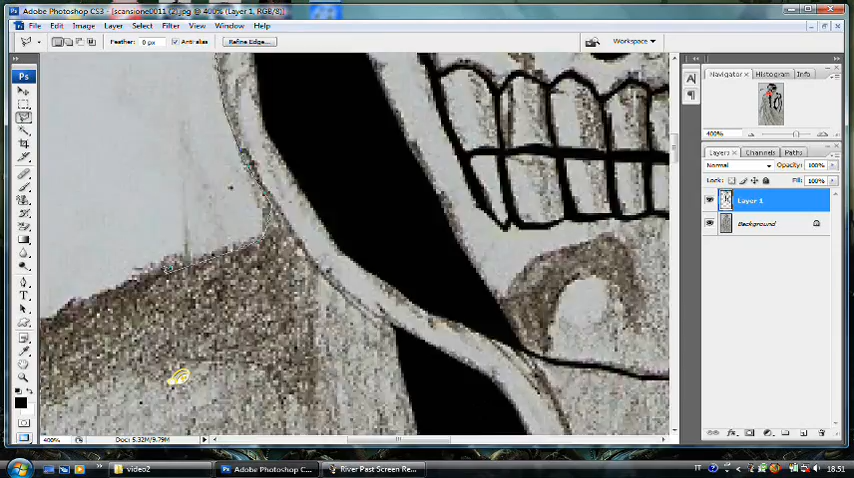 Adobe Photoshop CS3 - [scansione0011 (2).jpg @ 400% (Layer 1, RGB/8)]
File Edit Image Layer Select Filter View Window Help
Feather: 0 px Anti-alias Refine Edge... Workspace
Ps
Navigator Histogram Info
400%
Layers Channels Paths
Normal Opacity: 100%
Lock: Fill: 100%
Layer 1
Background
T
400% Doc: 5.32M/9.79M
video2 Adobe Photoshop C... River Past Screen Re... IT 18.51